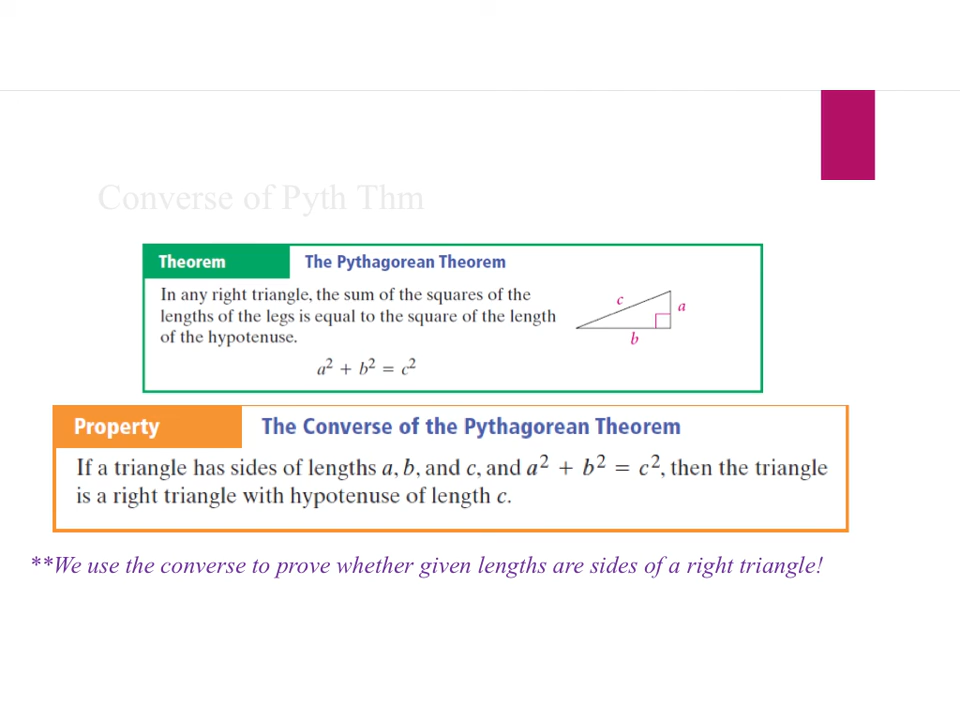 Converse of Pyth Thm
Theorem The Pythagorean Theorem
In any right triangle, the sum of the squares of the
lengths of the legs is equal to the square of the length
of the hypotenuse.
a² + b² = c²
c
a
b
Property The Converse of the Pythagorean Theorem
If a triangle has sides of lengths a, b, and c, and a² + b² = c², then the triangle
is a right triangle with hypotenuse of length c.
**We use the converse to prove whether given lengths are sides of a right triangle!